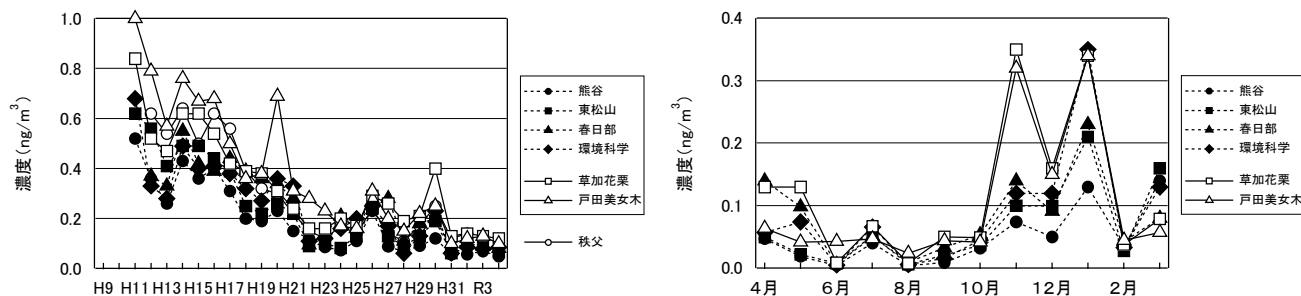 濃度(ng/m³)
1.0
0.8
0.6
0.4
0.2
0.0
H9 H11 H13 H15 H17 H19 H21 H23 H25 H27 H29 H31 R3
熊谷
東松山
春日部
環境科学
草加花栗
戸田美女木
秩父
濃度(ng/m³)
0.4
0.3
0.2
0.1
0.0
4月 6月 8月 10月 12月 2月
熊谷
東松山
春日部
環境科学
草加花栗
戸田美女木